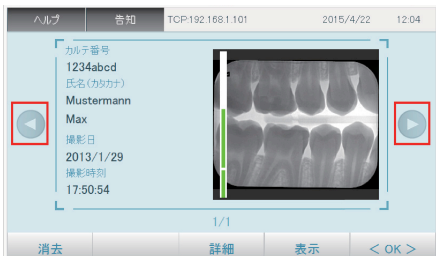 ヘルプ 告知 TCP:192.168.1.101 2015/4/22 12:04
カルテ番号
1234abcd
氏名(カタカナ)
Mustermann
Max
撮影日
2013/1/29
撮影時刻
17:50:54
1/1
消去 詳細 表示 < OK >